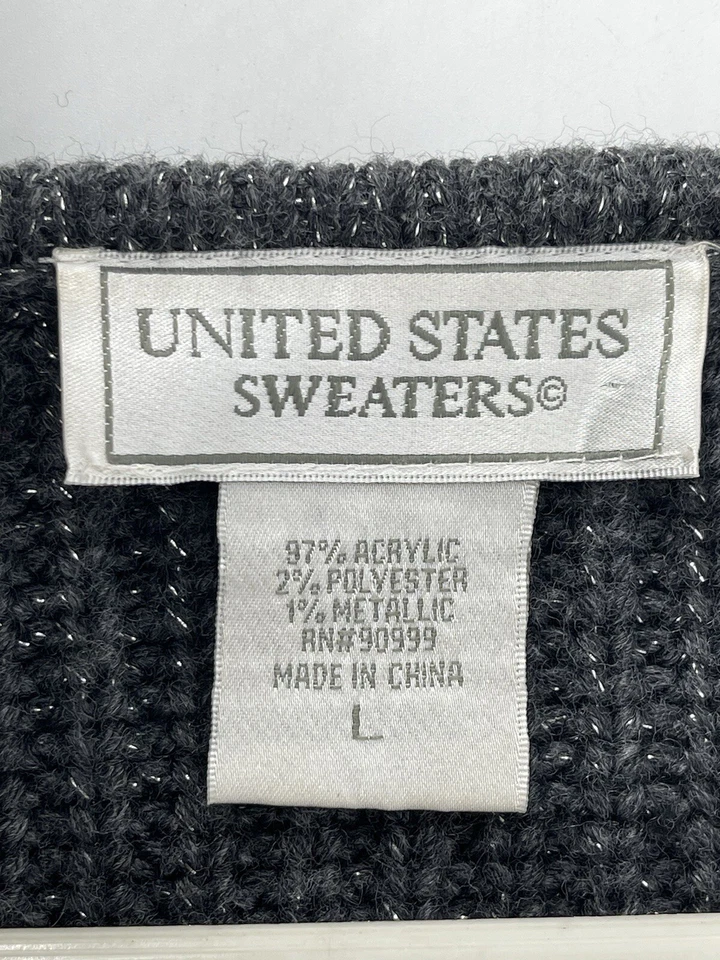 UNITED STATES
SWEATERS©
97% ACRYLIC
2% POLYESTER
1% METALLIC
RN#90999
MADE IN CHINA
L